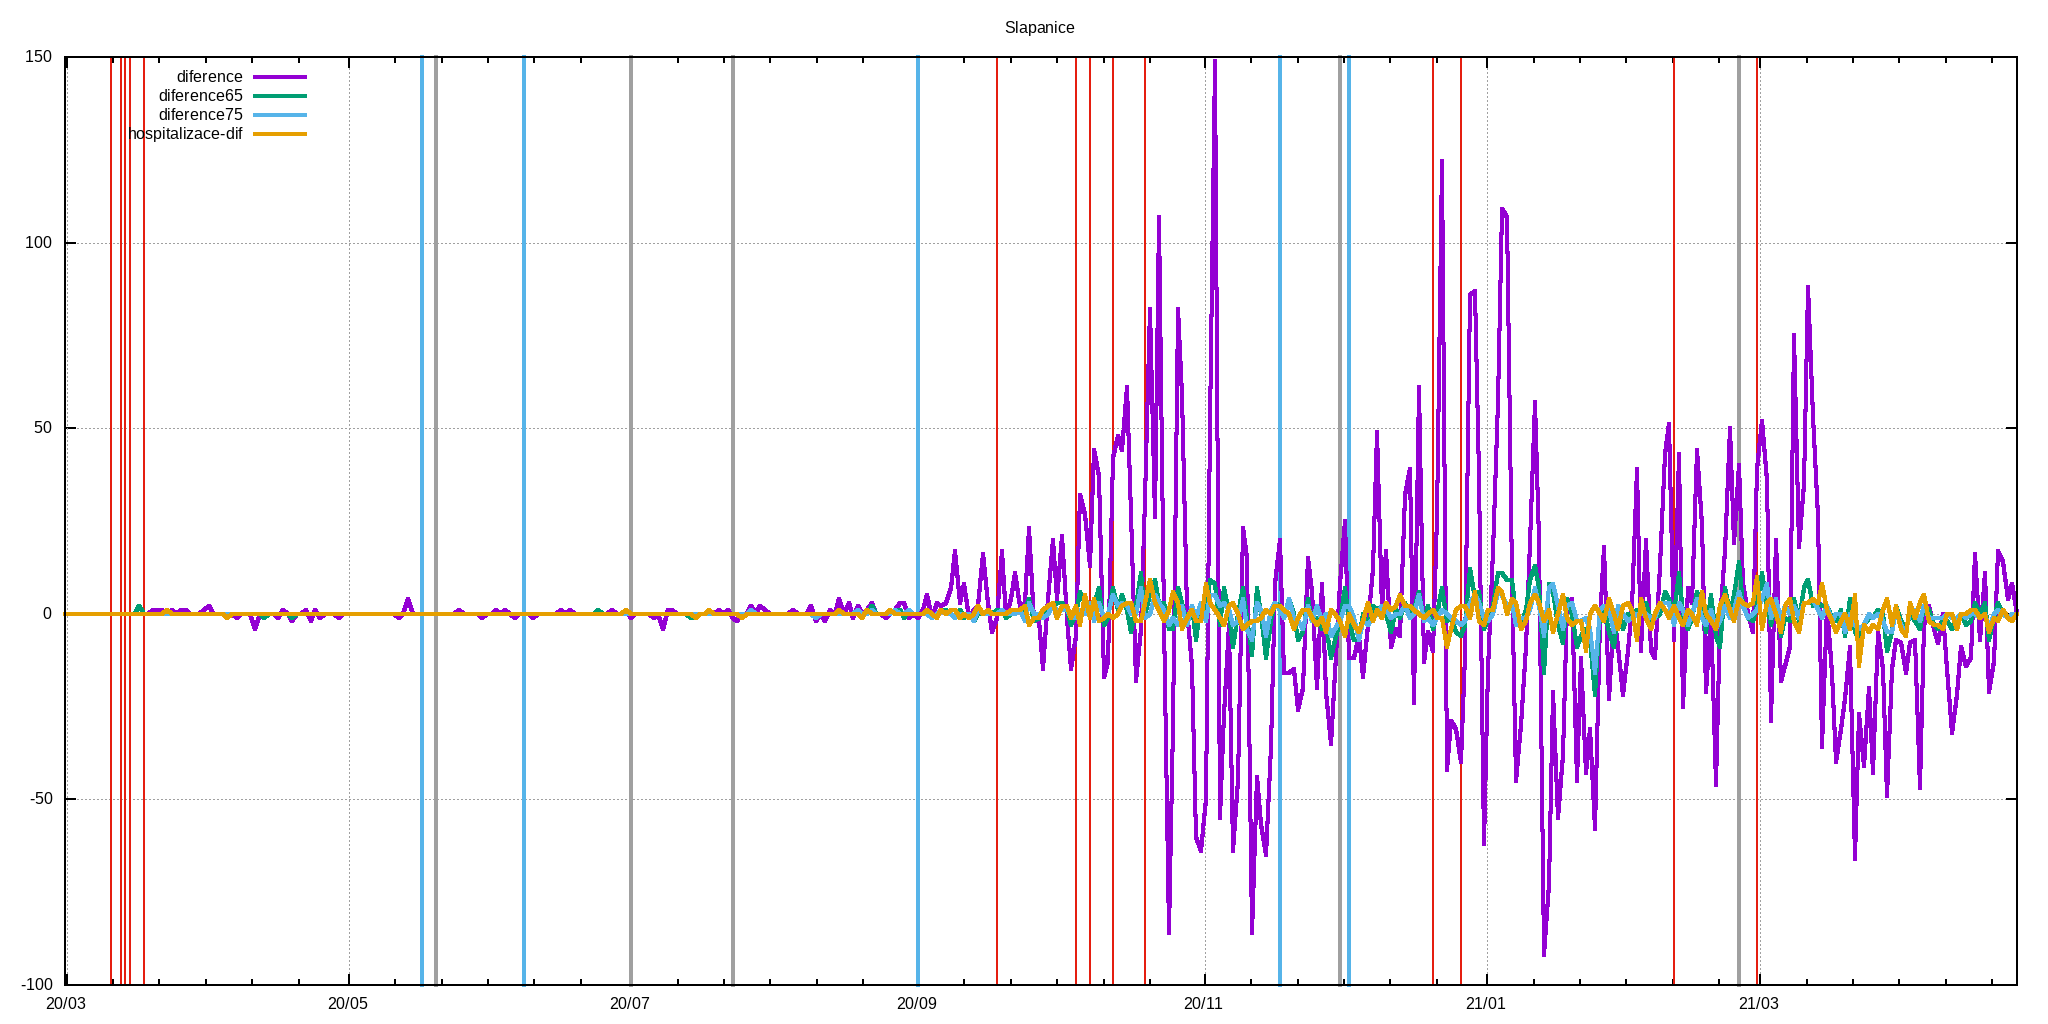 Slapanice
150
diference
diference65
diference75
hospitalizace-dif
100
50
0
-50
-100
20/03 20/05 20/07 20/09 20/11 21/01 21/03